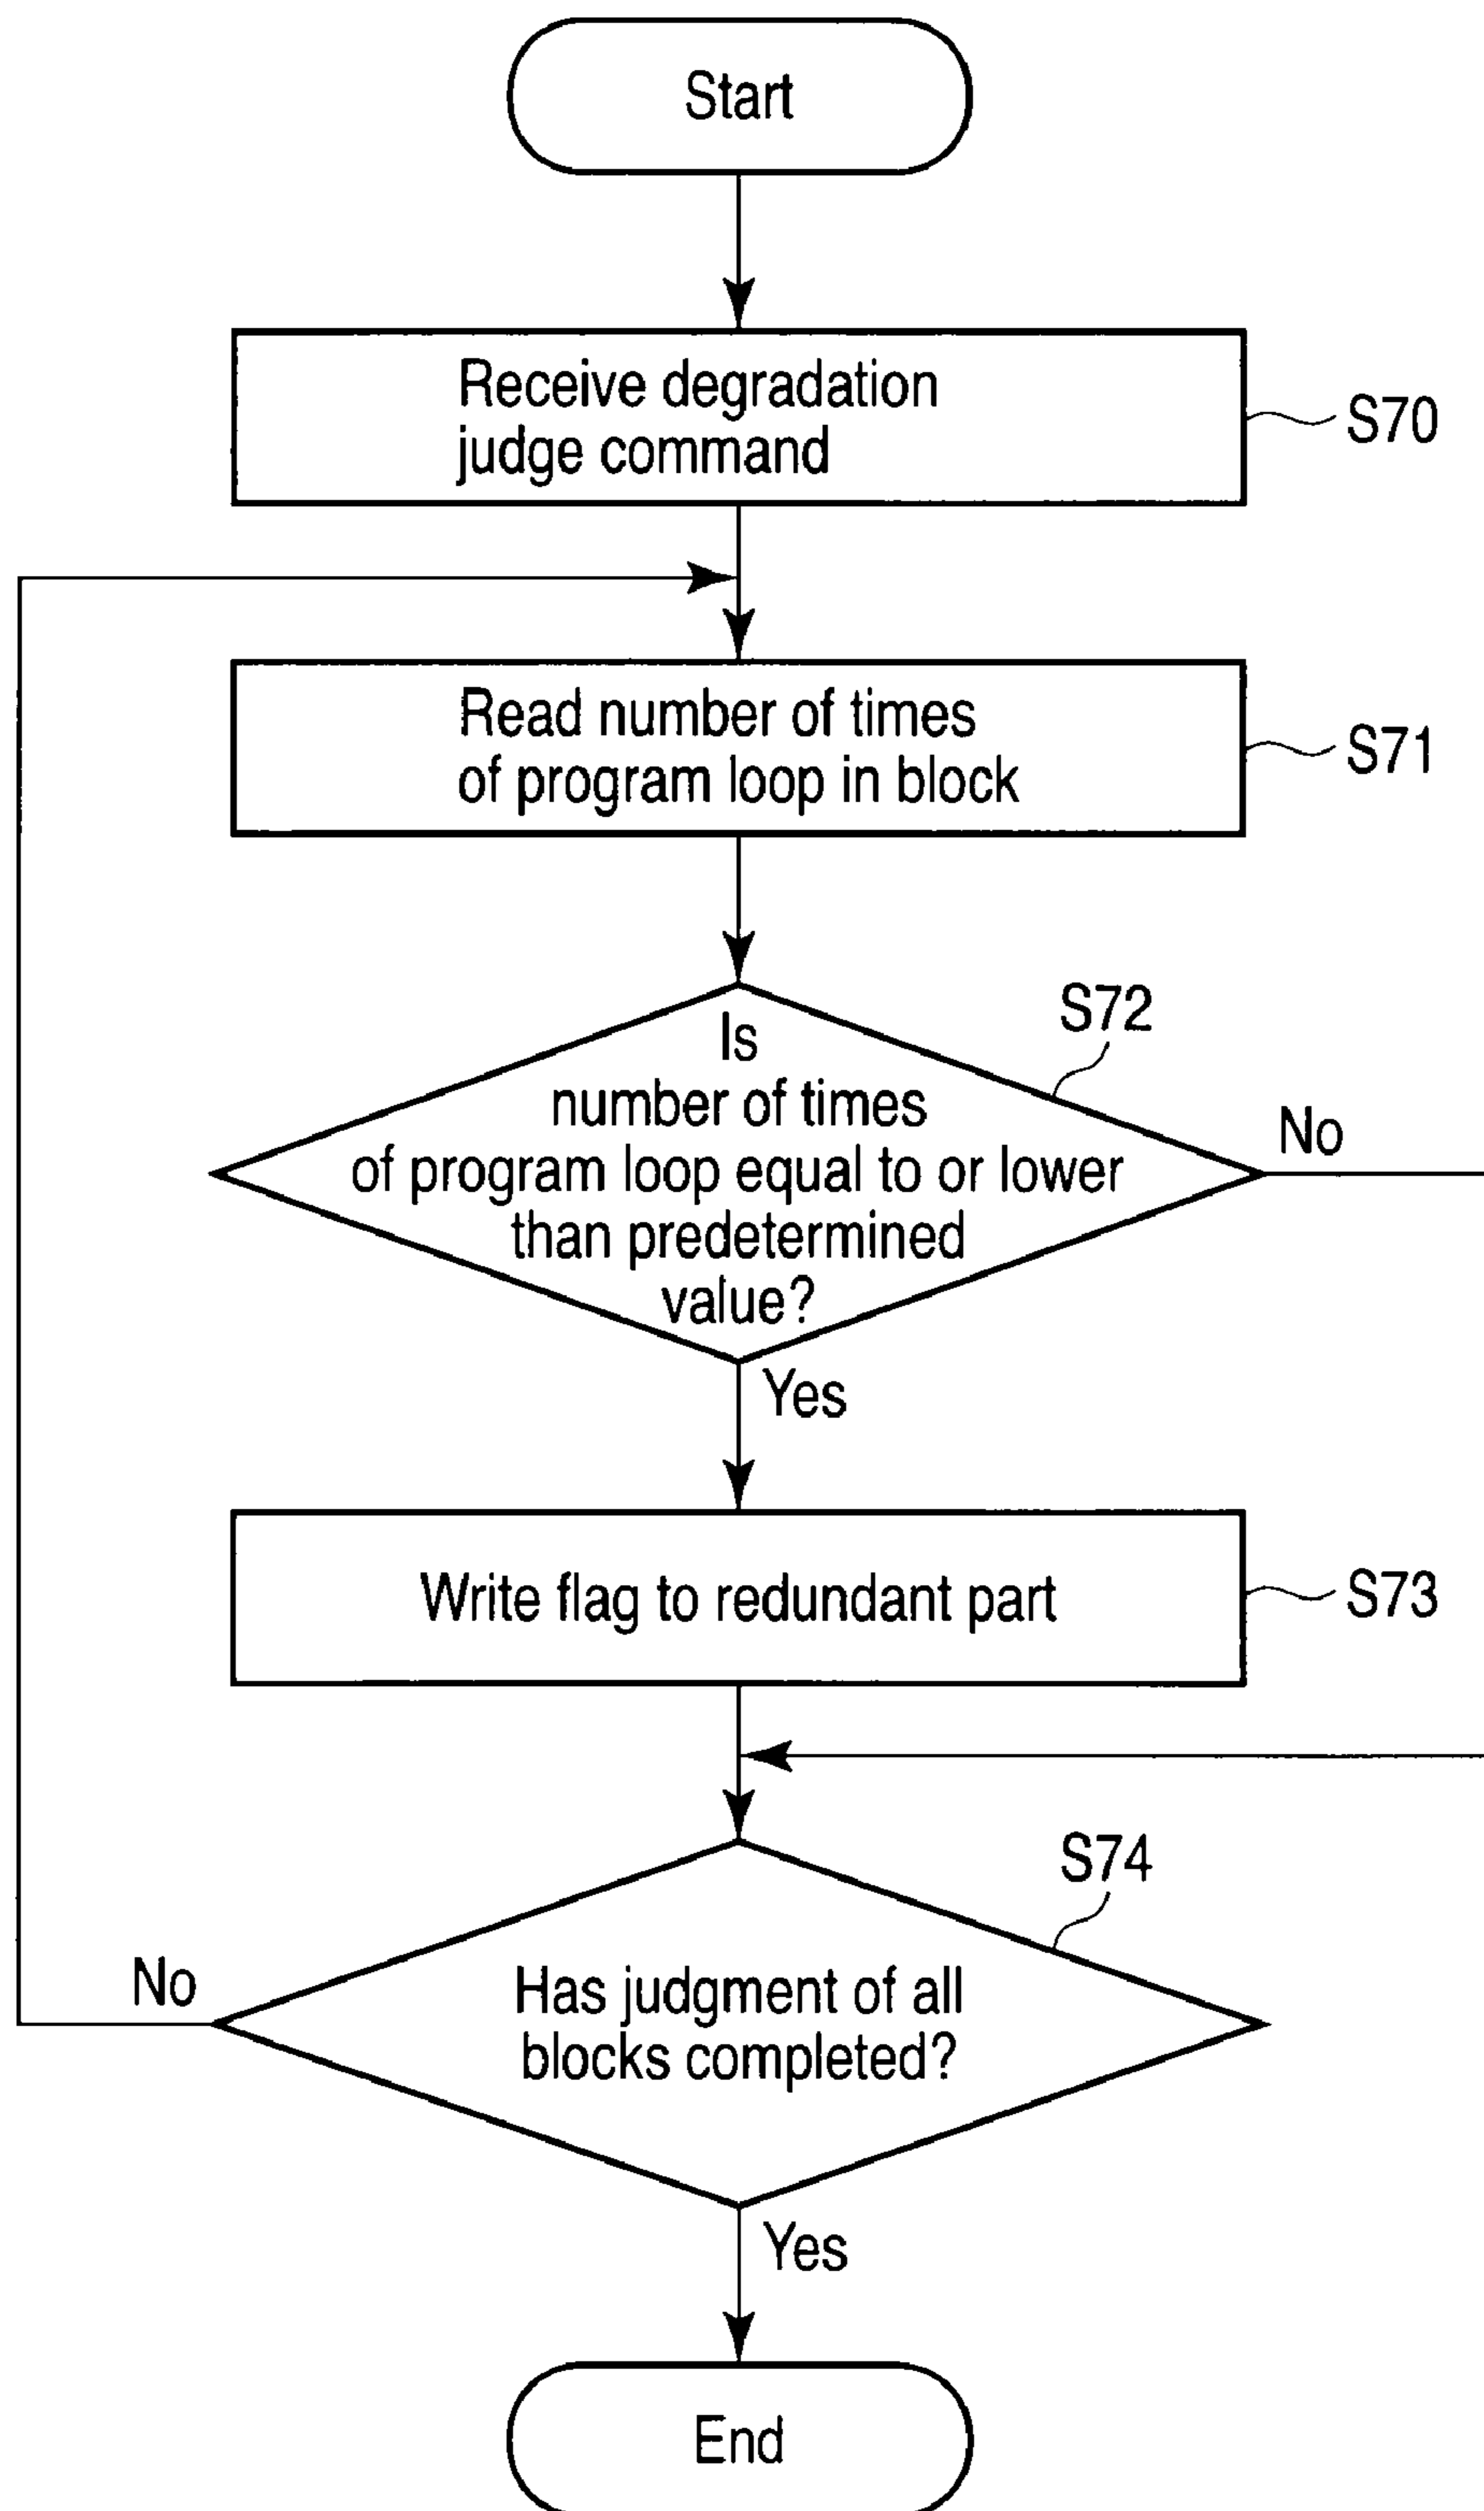 Start
Receive degradation
judge command
S70
Read number of times
of program loop in block
S71
S72
Is
number of times
of program loop equal to or lower
than predetermined
value?
No
Yes
Write flag to redundant part
S73
S74
Has judgment of all
blocks completed?
No
Yes
End